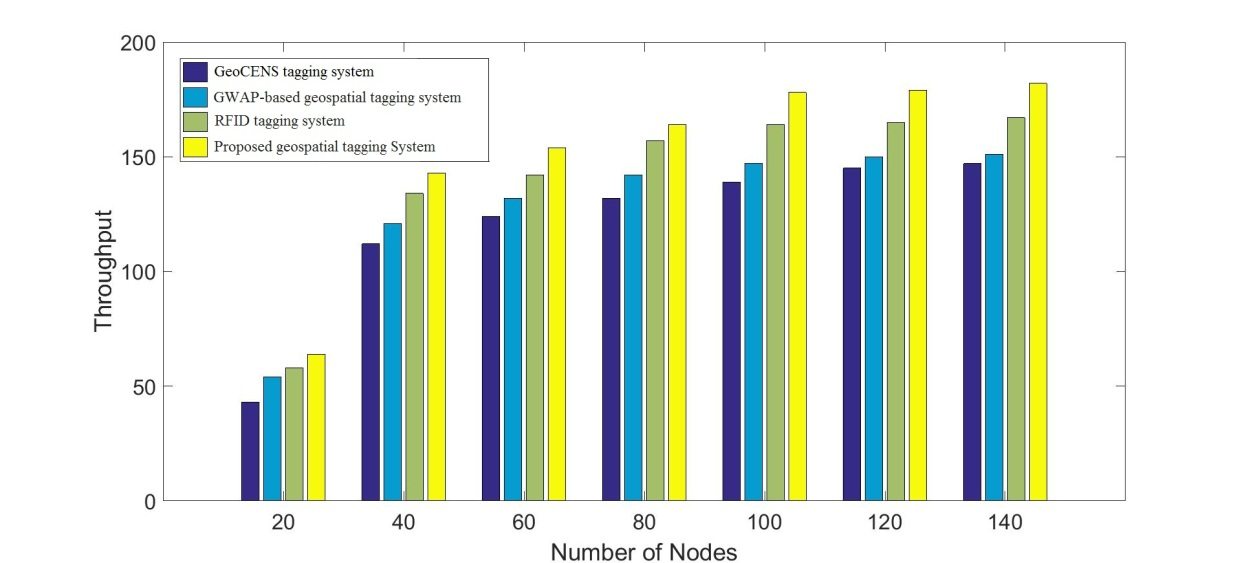 200
150
100
50
0
Throughput
GeoCENS tagging system
GWAP-based geospatial tagging system
RFID tagging system
Proposed geospatial tagging System
20 40 60 80 100 120 140
Number of Nodes